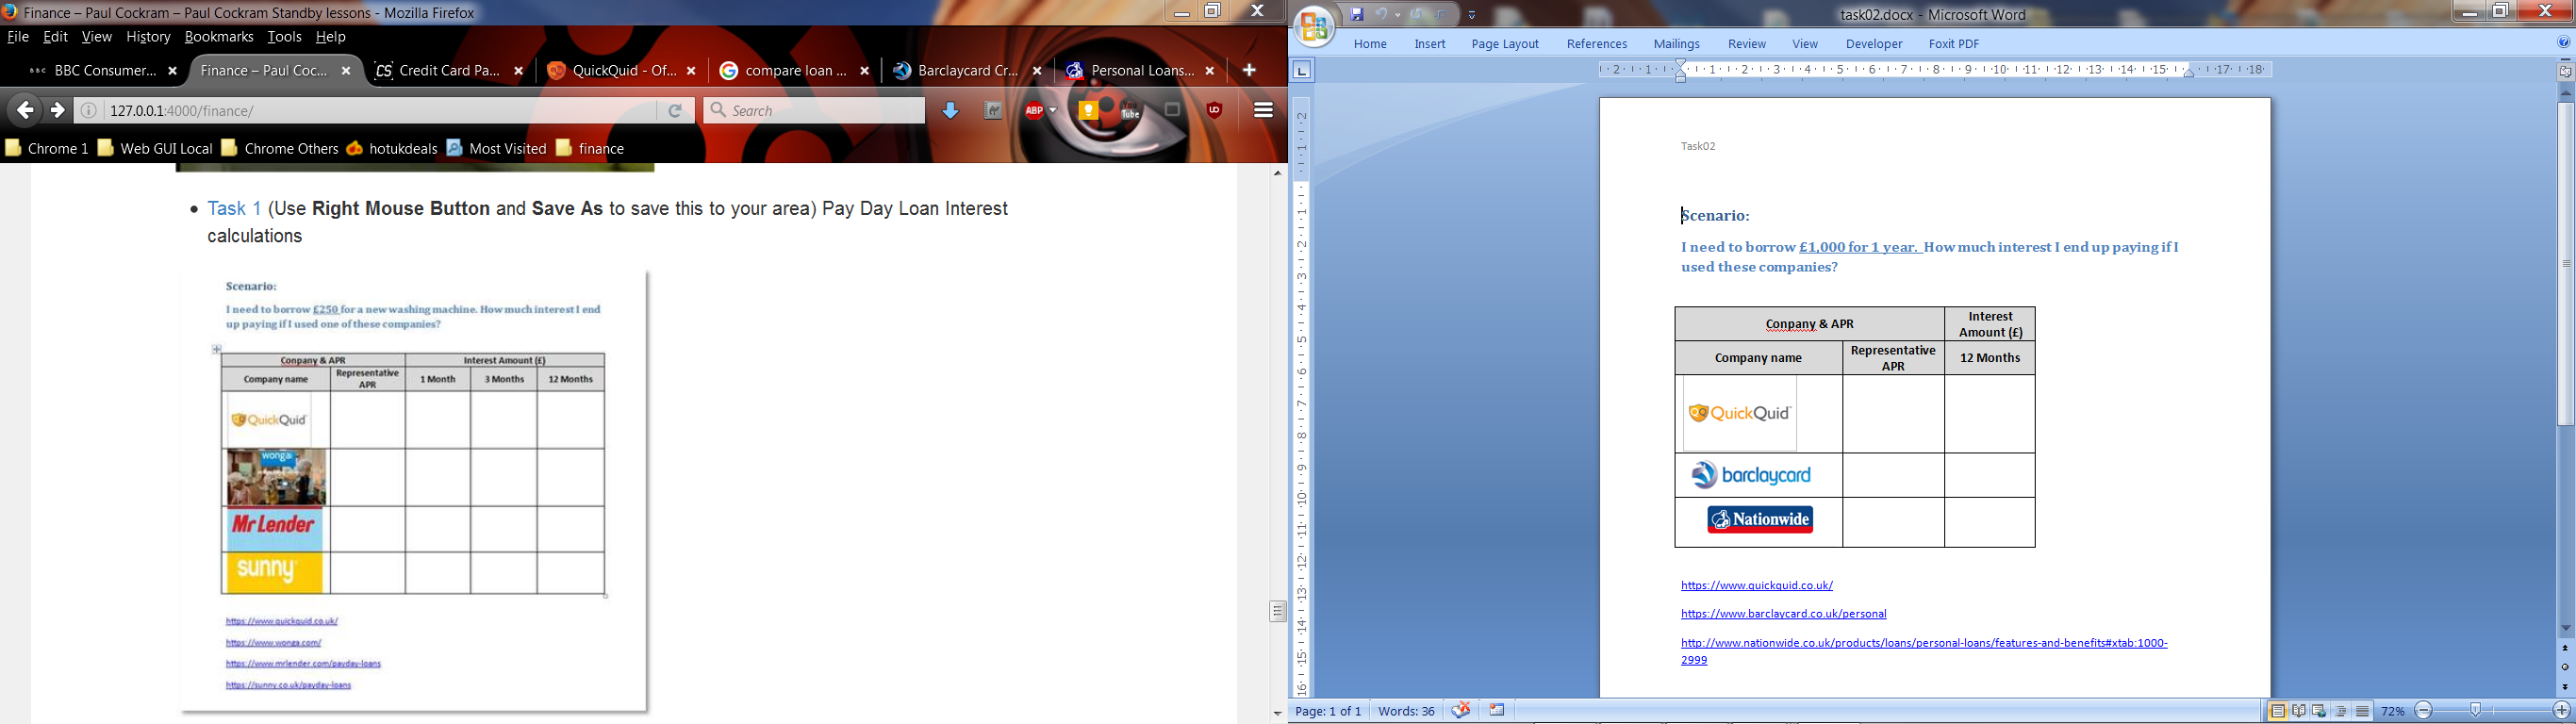 Finance – Paul Cockram – Paul Cockram Standby lessons - Mozilla Firefox
File Edit View History Bookmarks Tools Help
BBC Consumer... Finance – Paul Coc... Credit Card Pa... QuickQuid - Of... compare loan ... Barclaycard Cr... Personal Loans...
127.0.0.1:4000/finance/ Search ABP You Tube
Chrome 1 Web GUI Local Chrome Others hotukdeals Most Visited finance
Task 1 (Use Right Mouse Button and Save As to save this to your area) Pay Day Loan Interest
calculations
Scenario:
I need to borrow £250 for a new washing machine. How much interest I end
up paying if I used one of these companies?
Conpany & APR Interest Amount (£)
Company name Representative APR 1 Month 3 Months 12 Months
QuickQuid
wonga
Mr Lender
sunny
https://www.quickquid.co.uk/
https://www.wonga.com/
https://www.mrlender.com/payday-loans
https://sunny.co.uk/payday-loans
task02.docx - Microsoft Word
Home Insert Page Layout References Mailings Review View Developer Foxit PDF
Task02
Scenario:
I need to borrow £1,000 for 1 year. How much interest I end up paying if I
used these companies?
Conpany & APR Interest Amount (£)
Company name Representative APR 12 Months
QuickQuid
barclaycard
Nationwide
https://www.quickquid.co.uk/
https://www.barclaycard.co.uk/personal
http://www.nationwide.co.uk/products/loans/personal-loans/features-and-benefits#xtab:1000-
2999
Page: 1 of 1 Words: 36 72%